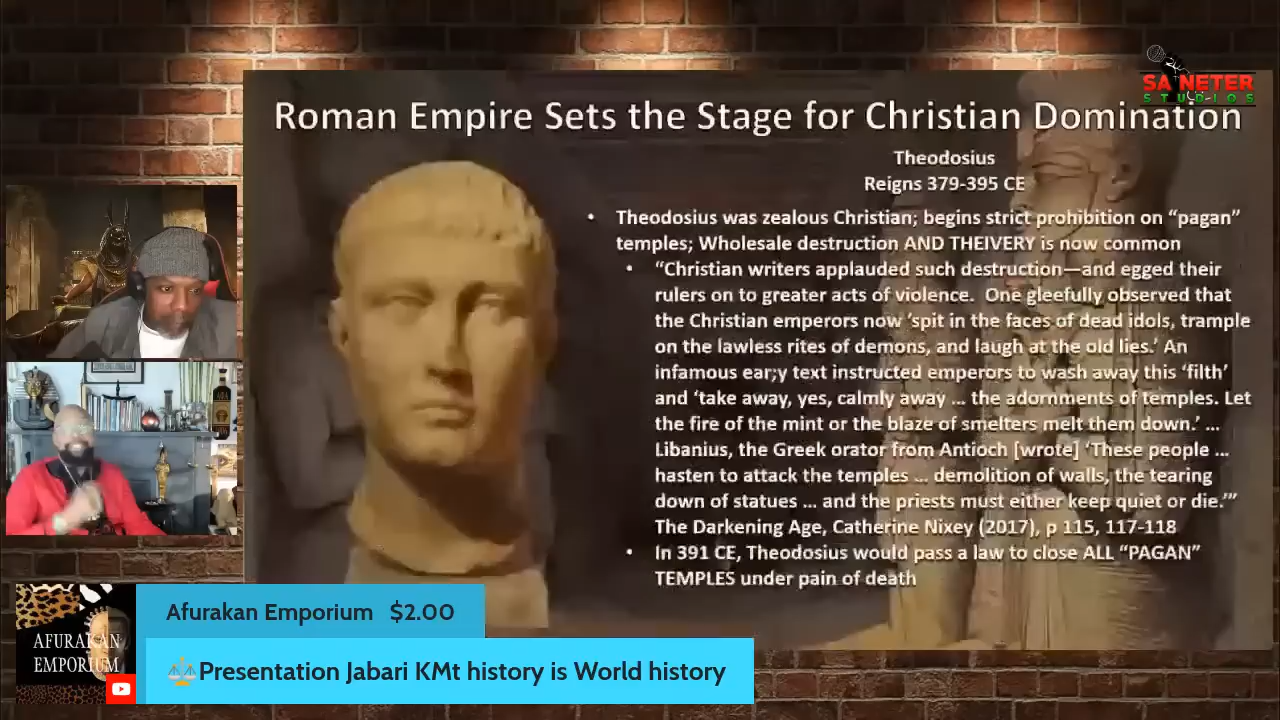 SANETER
STUDIOS
Roman Empire Sets the Stage for Christian Domination
Theodosius
Reigns 379-395 CE
• Theodosius was zealous Christian; begins strict prohibition on “pagan”
temples; Wholesale destruction AND THEIVERY is now common
• “Christian writers applauded such destruction—and egged their
rulers on to greater acts of violence. One gleefully observed that
the Christian emperors now ‘spit in the faces of dead idols, trample
on the lawless rites of demons, and laugh at the old lies.’ An
infamous ear;y text instructed emperors to wash away this ‘filth’
and ‘take away, yes, calmly away … the adornments of temples. Let
the fire of the mint or the blaze of smelters melt them down.’ …
Libanius, the Greek orator from Antioch [wrote] ‘These people …
hasten to attack the temples … demolition of walls, the tearing
down of statues … and the priests must either keep quiet or die.’”
The Darkening Age, Catherine Nixey (2017), p 115, 117-118
• In 391 CE, Theodosius would pass a law to close ALL “PAGAN”
TEMPLES under pain of death
AFURAKAN
EMPORIUM
Afurakan Emporium $2.00
⚖️Presentation Jabari KMt history is World history